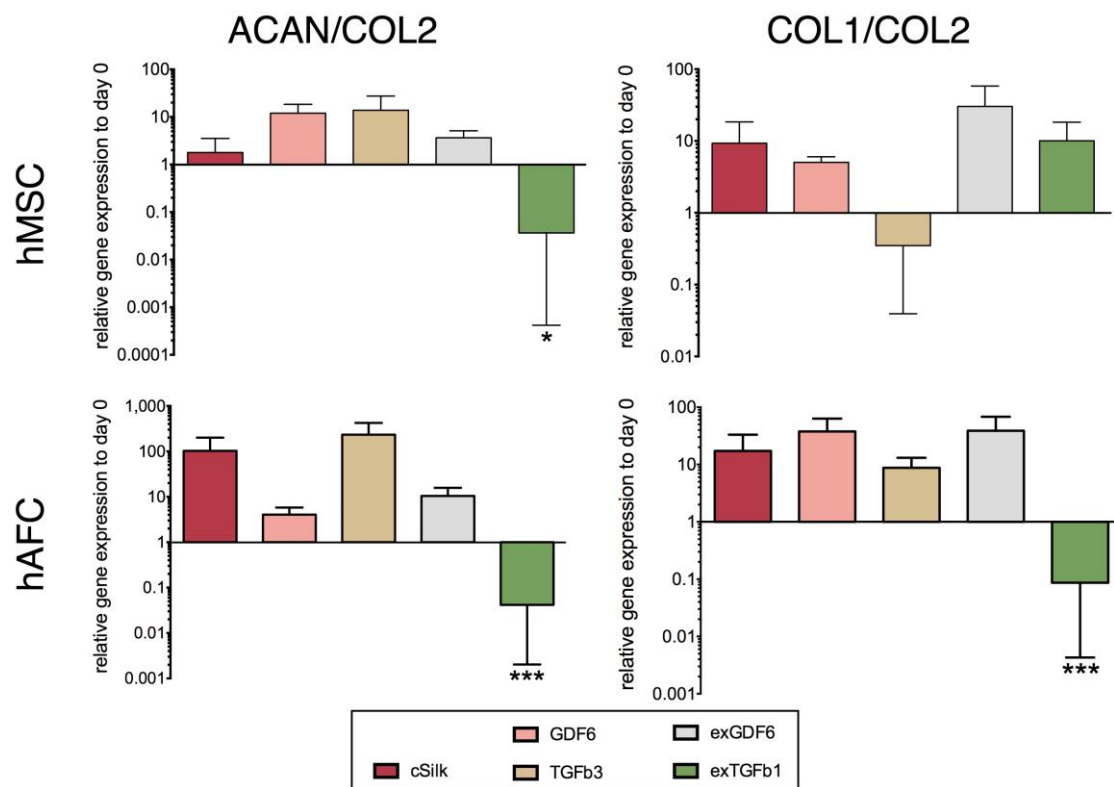 ACAN/COL2
COL1/COL2
hMSC
relative gene expression to day 0
100
10
1
0.1
0.01
0.001
0.0001
*
relative gene expression to day 0
100
10
1
0.1
0.01
hAFC
relative gene expression to day 0
1,000
100
10
1
0.1
0.01
0.001
***
relative gene expression to day 0
100
10
1
0.1
0.01
0.001
***
GDF6
exGDF6
cSilk
TGFb3
exTGFb1